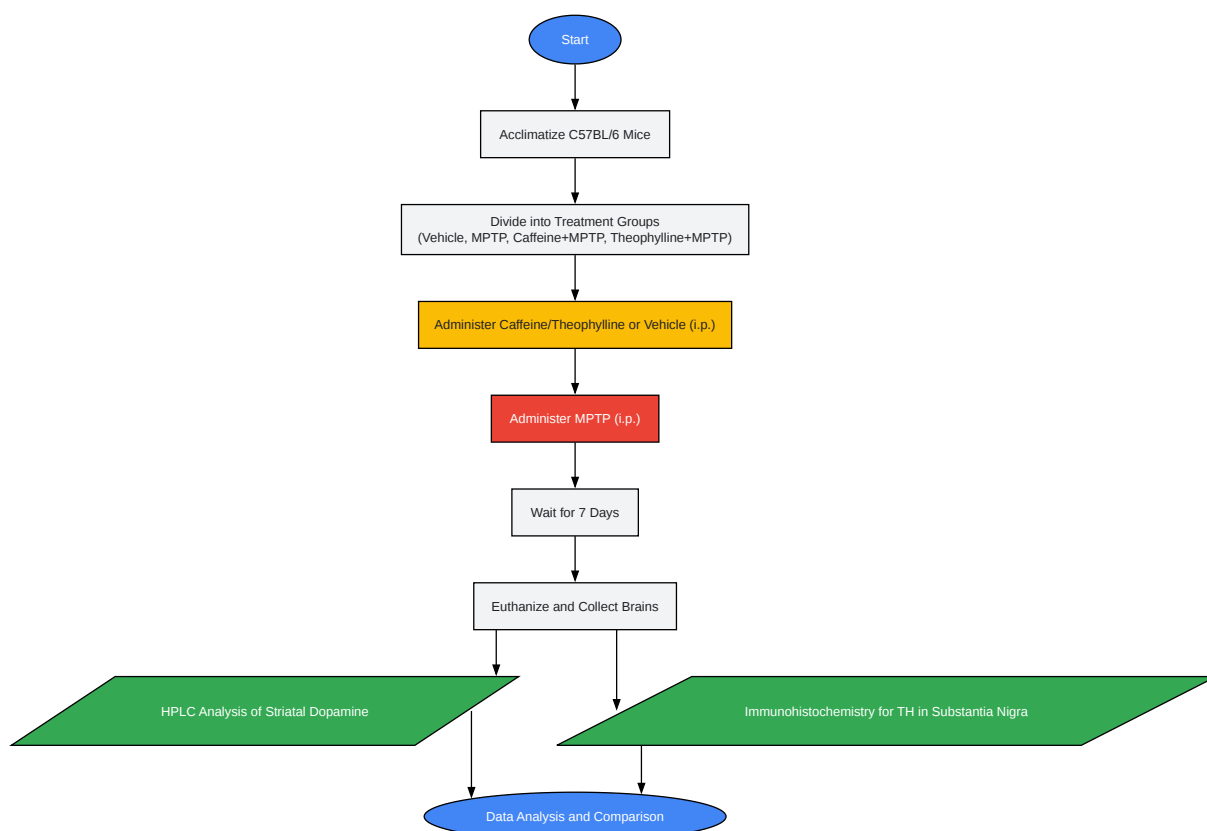 Start
Acclimatize C57BL/6 Mice
Divide into Treatment Groups
(Vehicle, MPTP, Caffeine+MPTP, Theophylline+MPTP)
Administer Caffeine/Theophylline or Vehicle (i.p.)
Administer MPTP (i.p.)
Wait for 7 Days
Euthanize and Collect Brains
HPLC Analysis of Striatal Dopamine
Immunohistochemistry for TH in Substantia Nigra
Data Analysis and Comparison